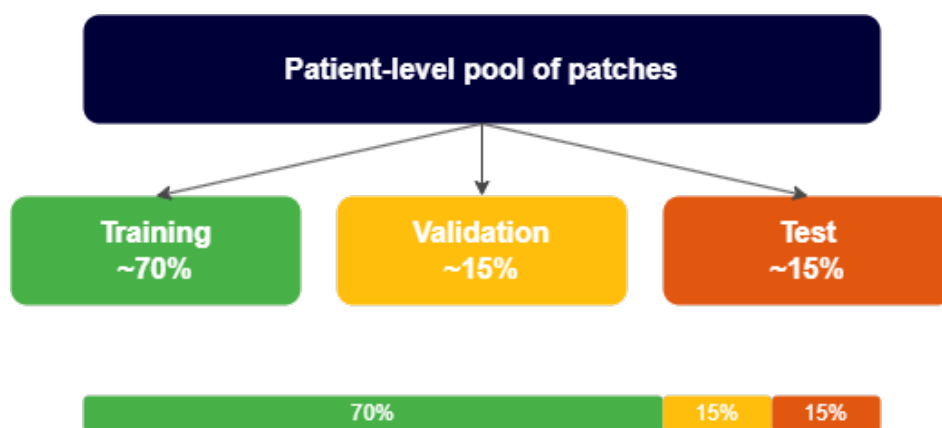 Patient-level pool of patches
Training
~70%
Validation
~15%
Test
~15%
70%
15%
15%